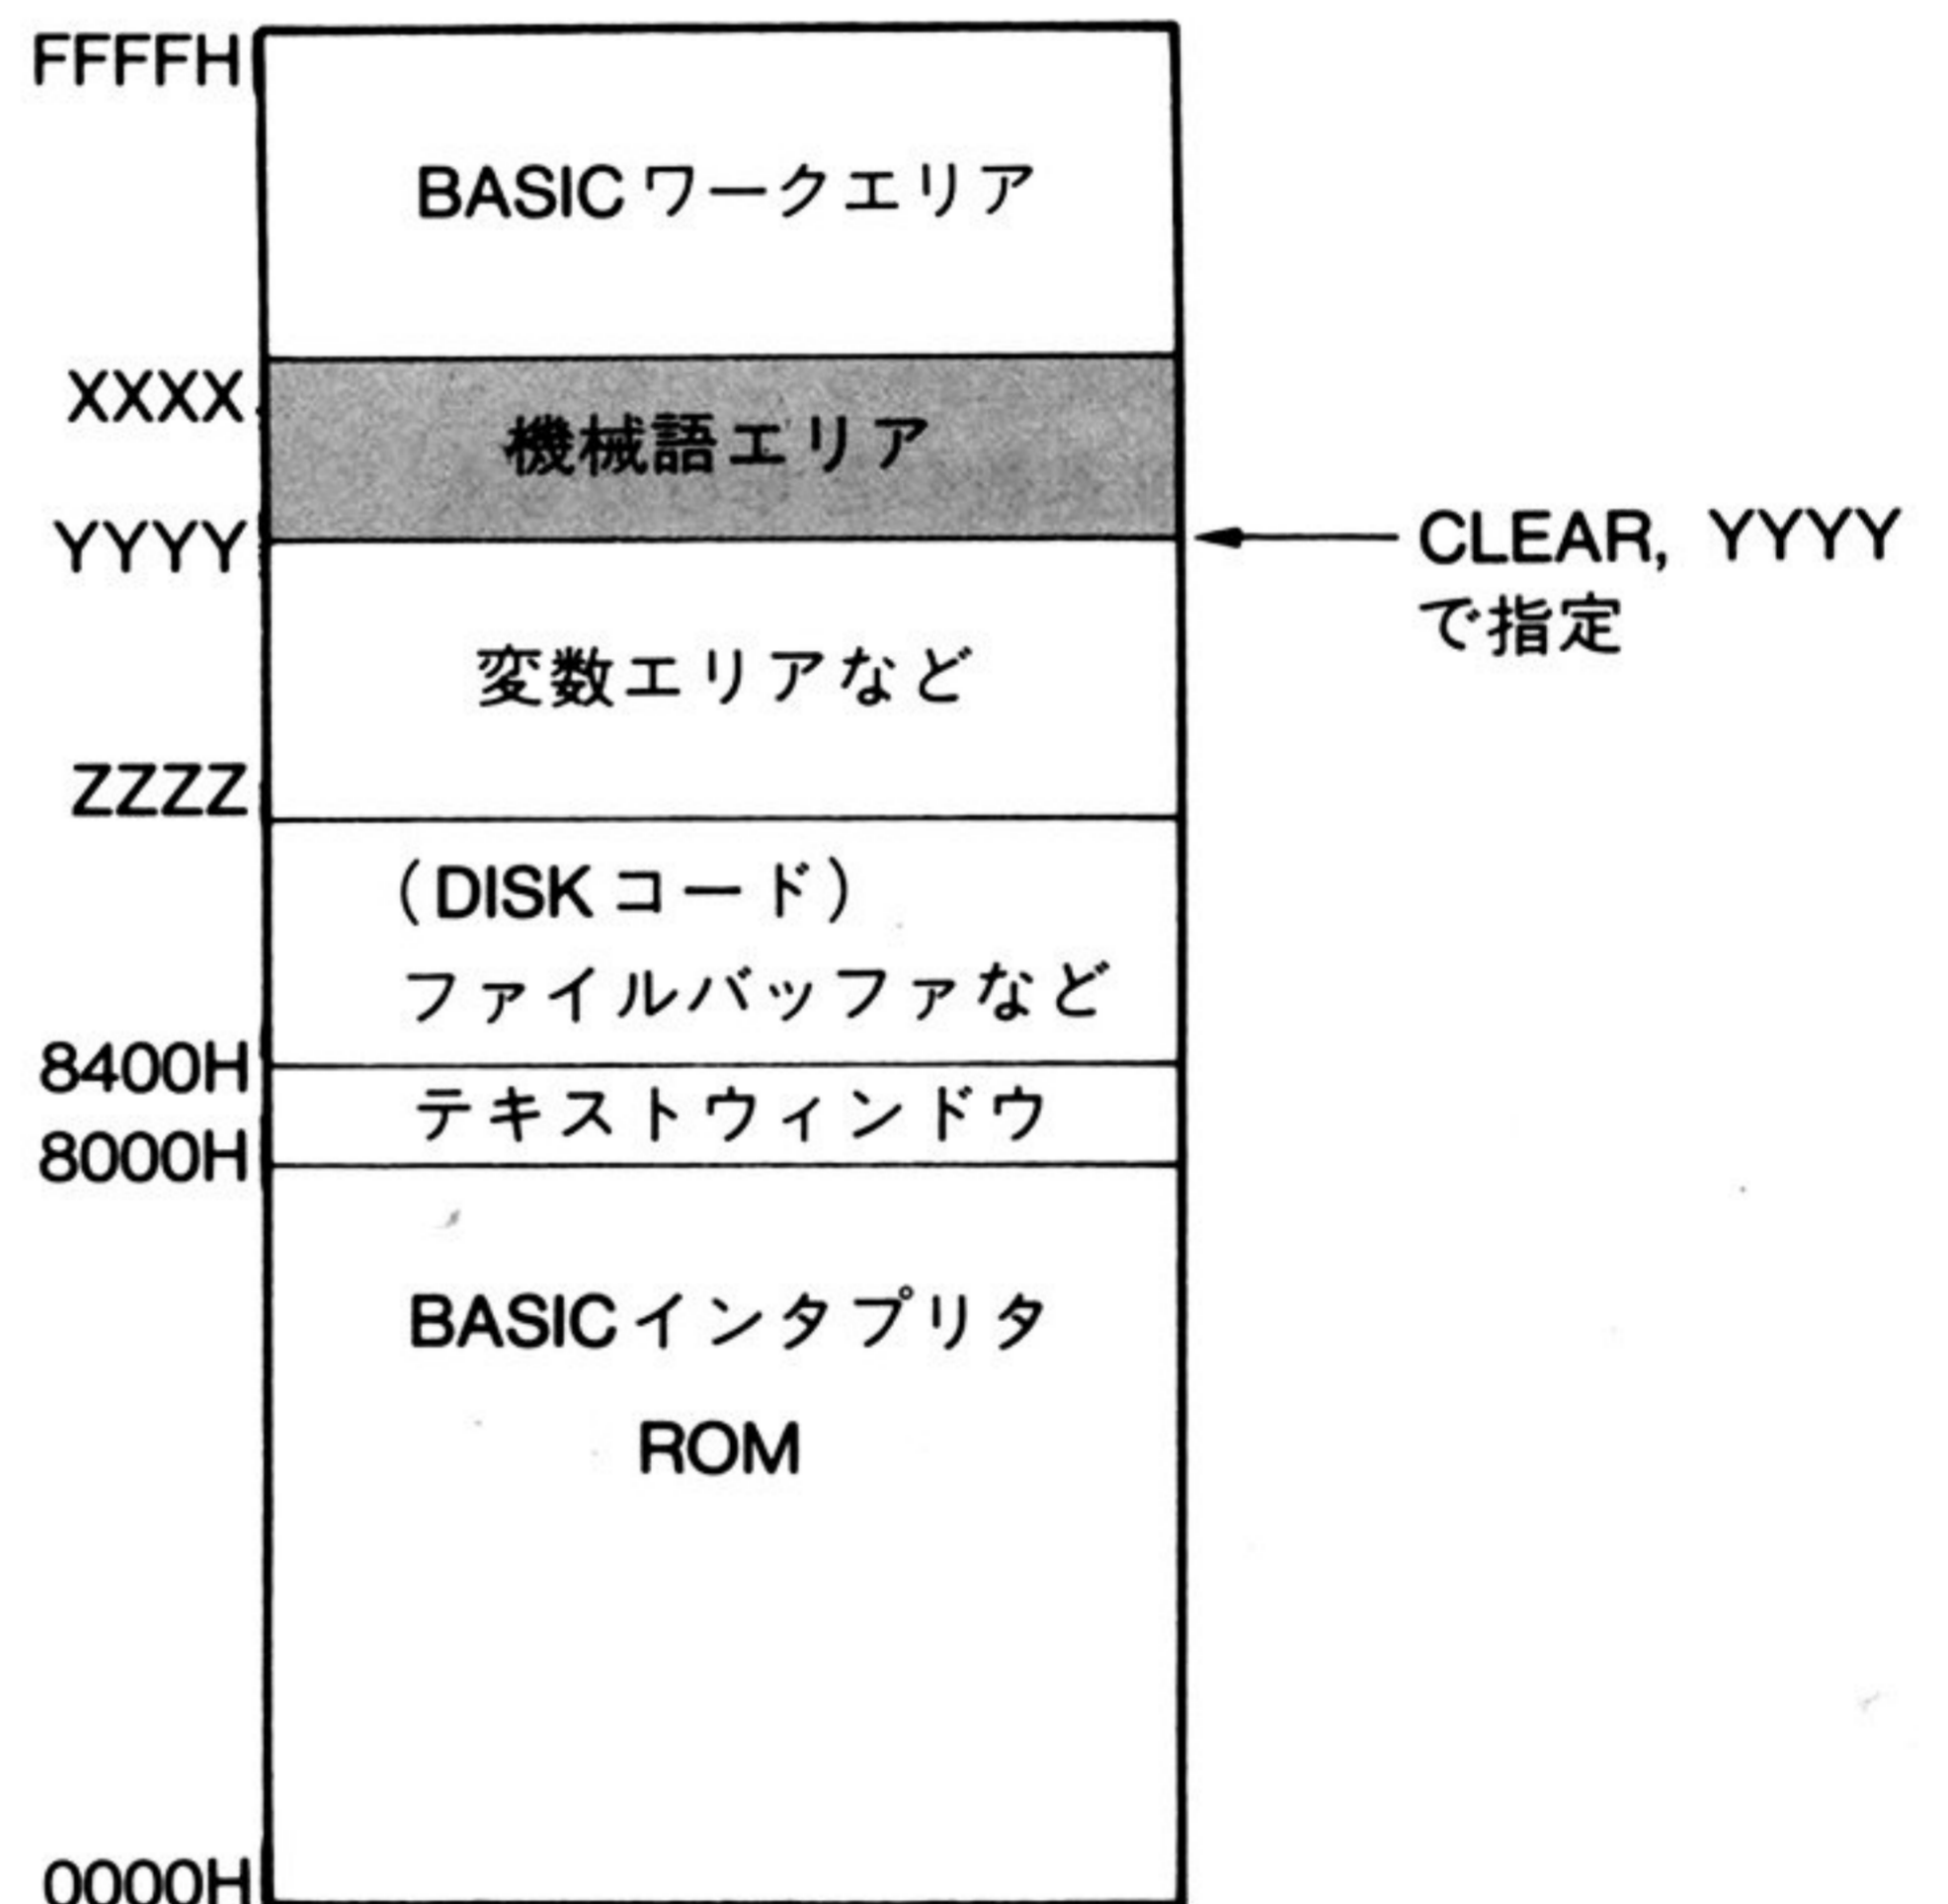 FFFFH
BASICワークエリア
XXXX
機械語エリア
YYYY
CLEAR, YYYY
で指定
変数エリアなど
ZZZZ
(DISKコード)
ファイルバッファなど
8400H
テキストウィンドウ
8000H
BASICインタプリタ
ROM
0000H